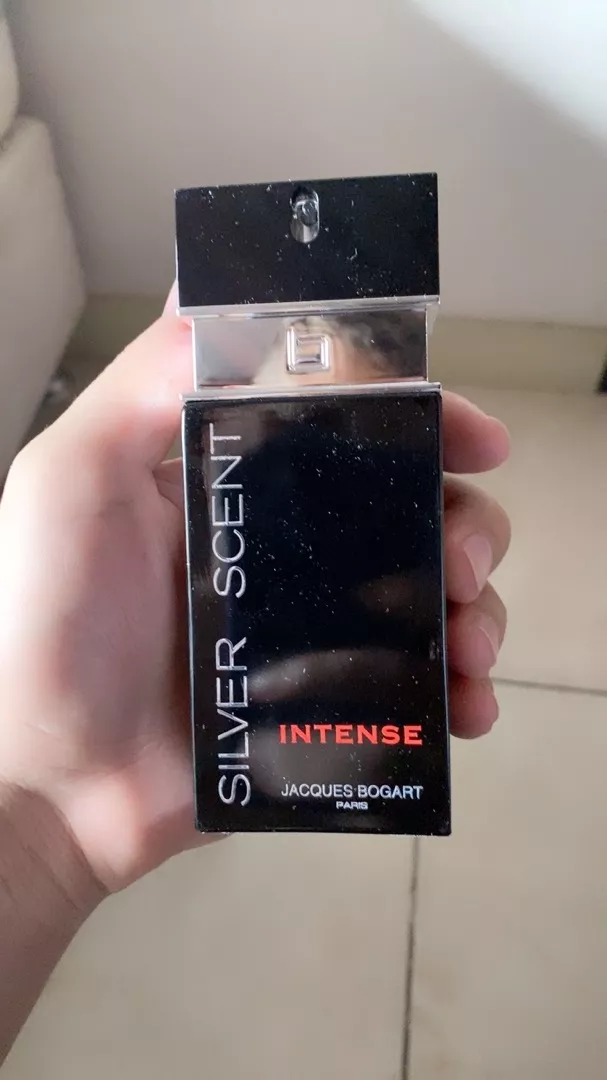 SILVER SCENT
INTENSE
JACQUES BOGART
PARIS